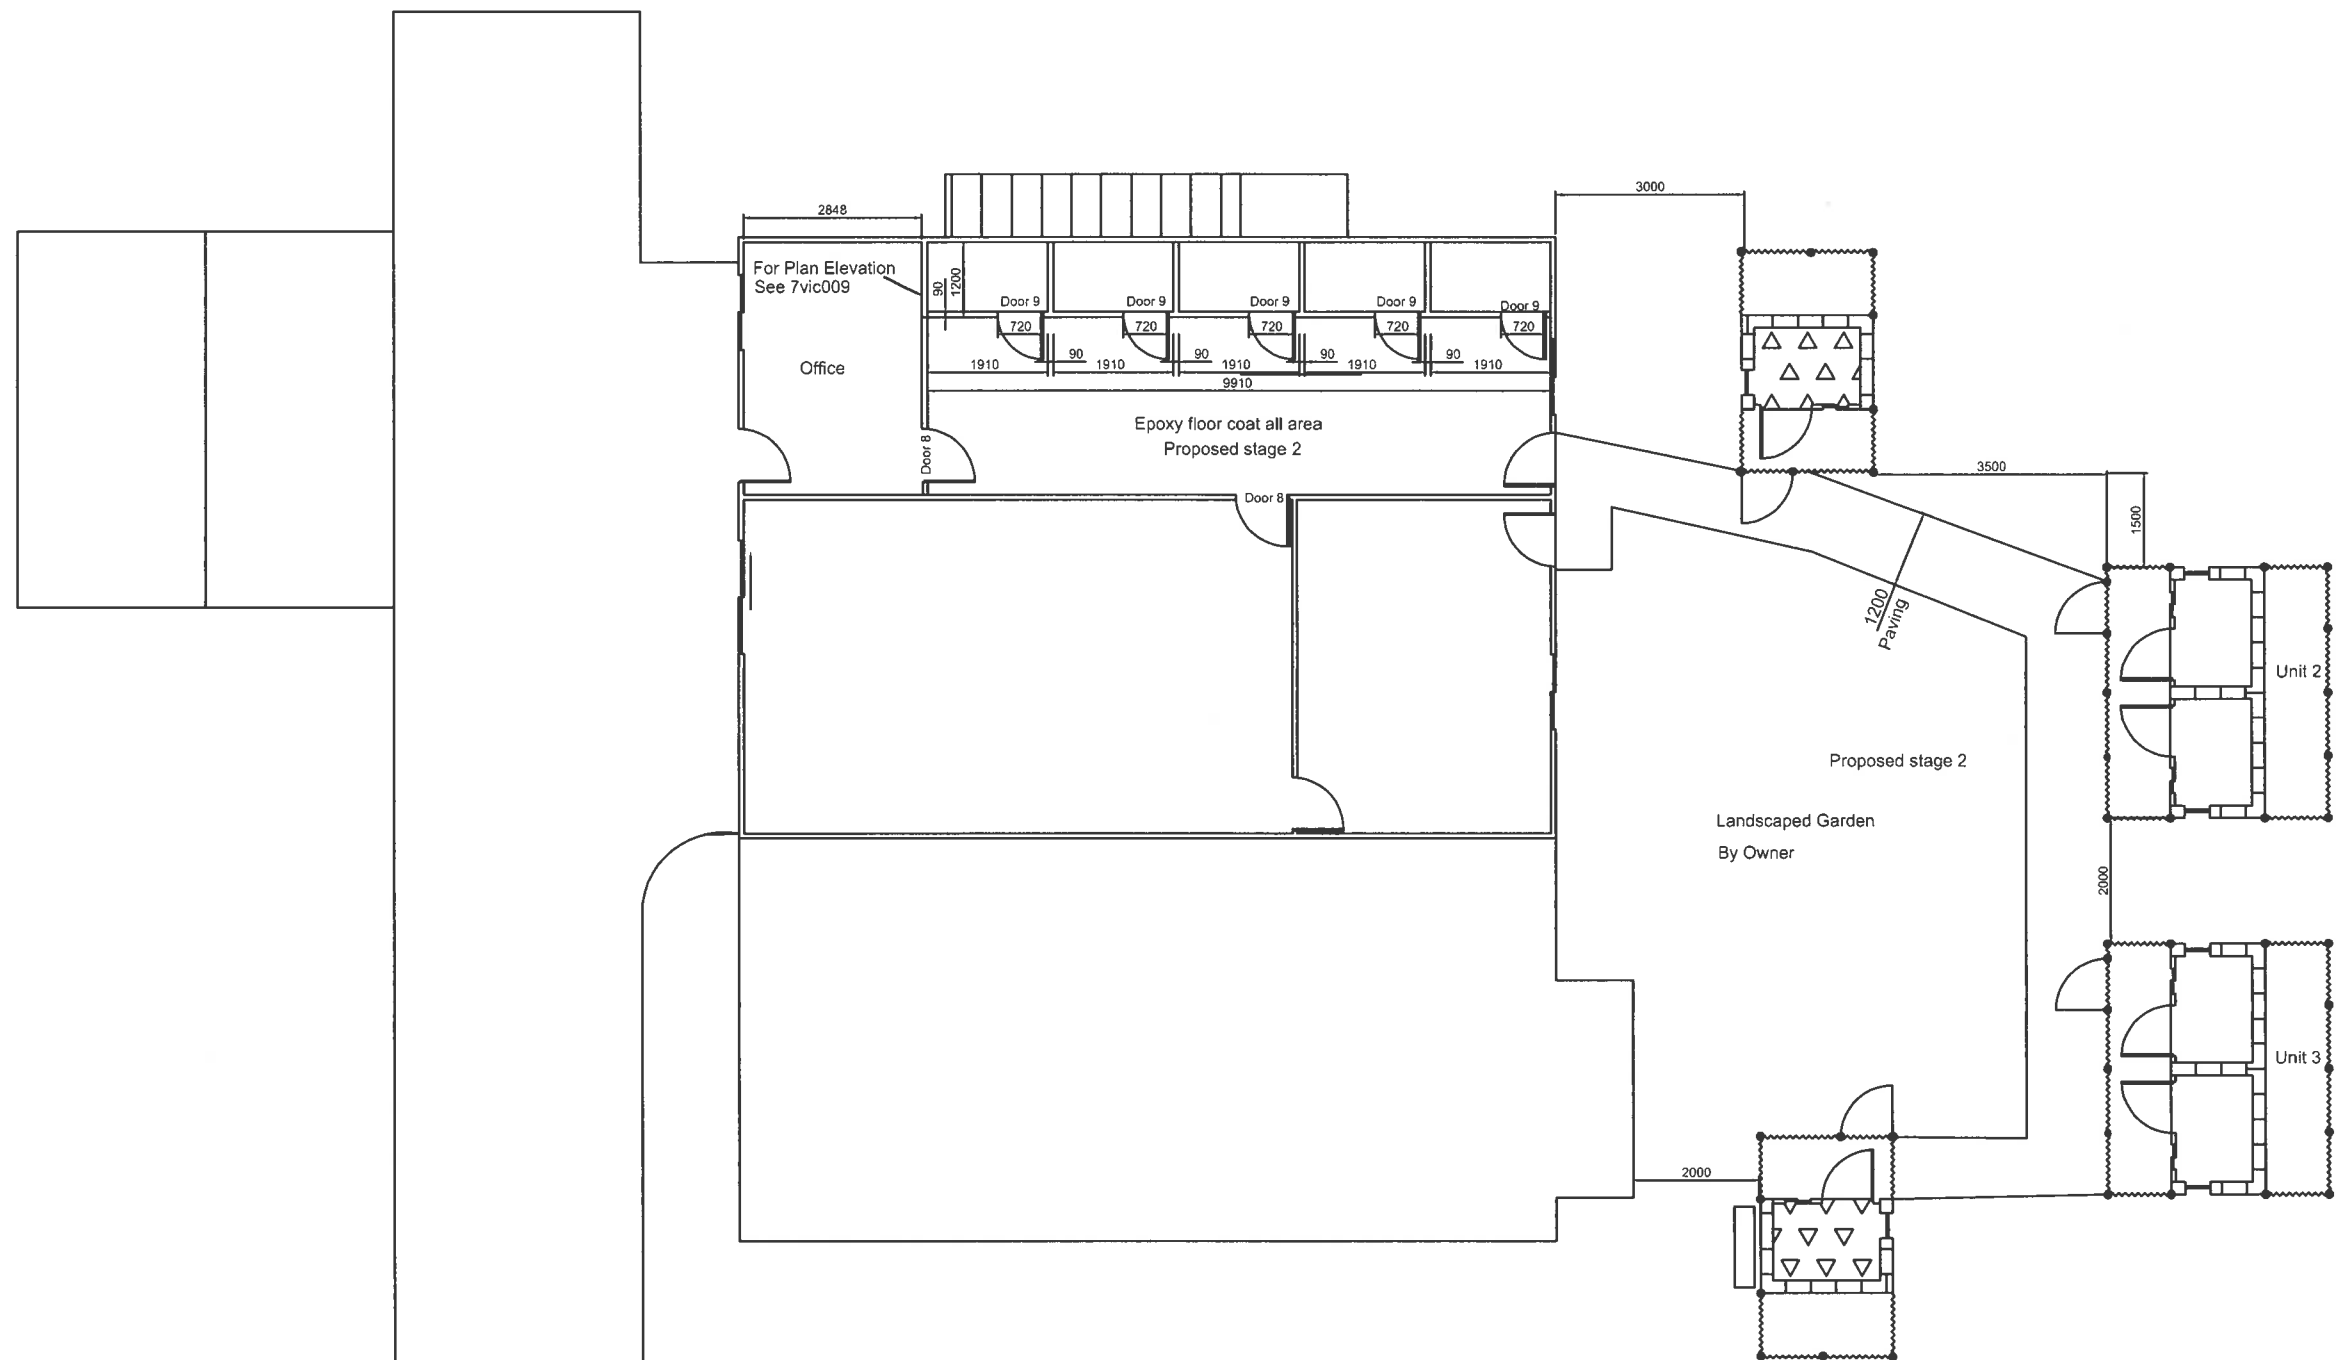 3000
2848
For Plan Elevation
See 7vic009
90
1200
Door 9
Door 9
Door 9
Door 9
Door 9
720
720
720
720
720
90
90
90
90
1910
1910
1910
1910
1910
9910
Office
Epoxy floor coat all area
Proposed stage 2
Door 8
Door 8
3500
1500
1200
Paving
Unit 2
Proposed stage 2
Landscaped Garden
By Owner
2000
Unit 3
2000